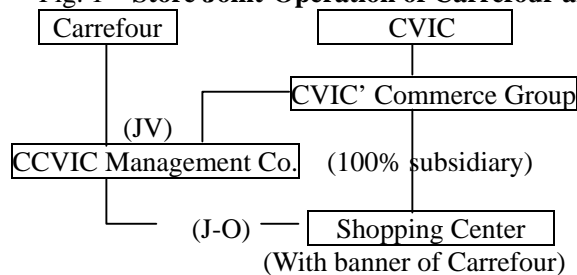 Fig. 1 Store Joint-Operation of Carrefour a
Carrefour CVIC
CVIC' Commerce Group
(JV)
CCVIC Management Co. (100% subsidiary)
(J-O) Shopping Center
(With banner of Carrefour)